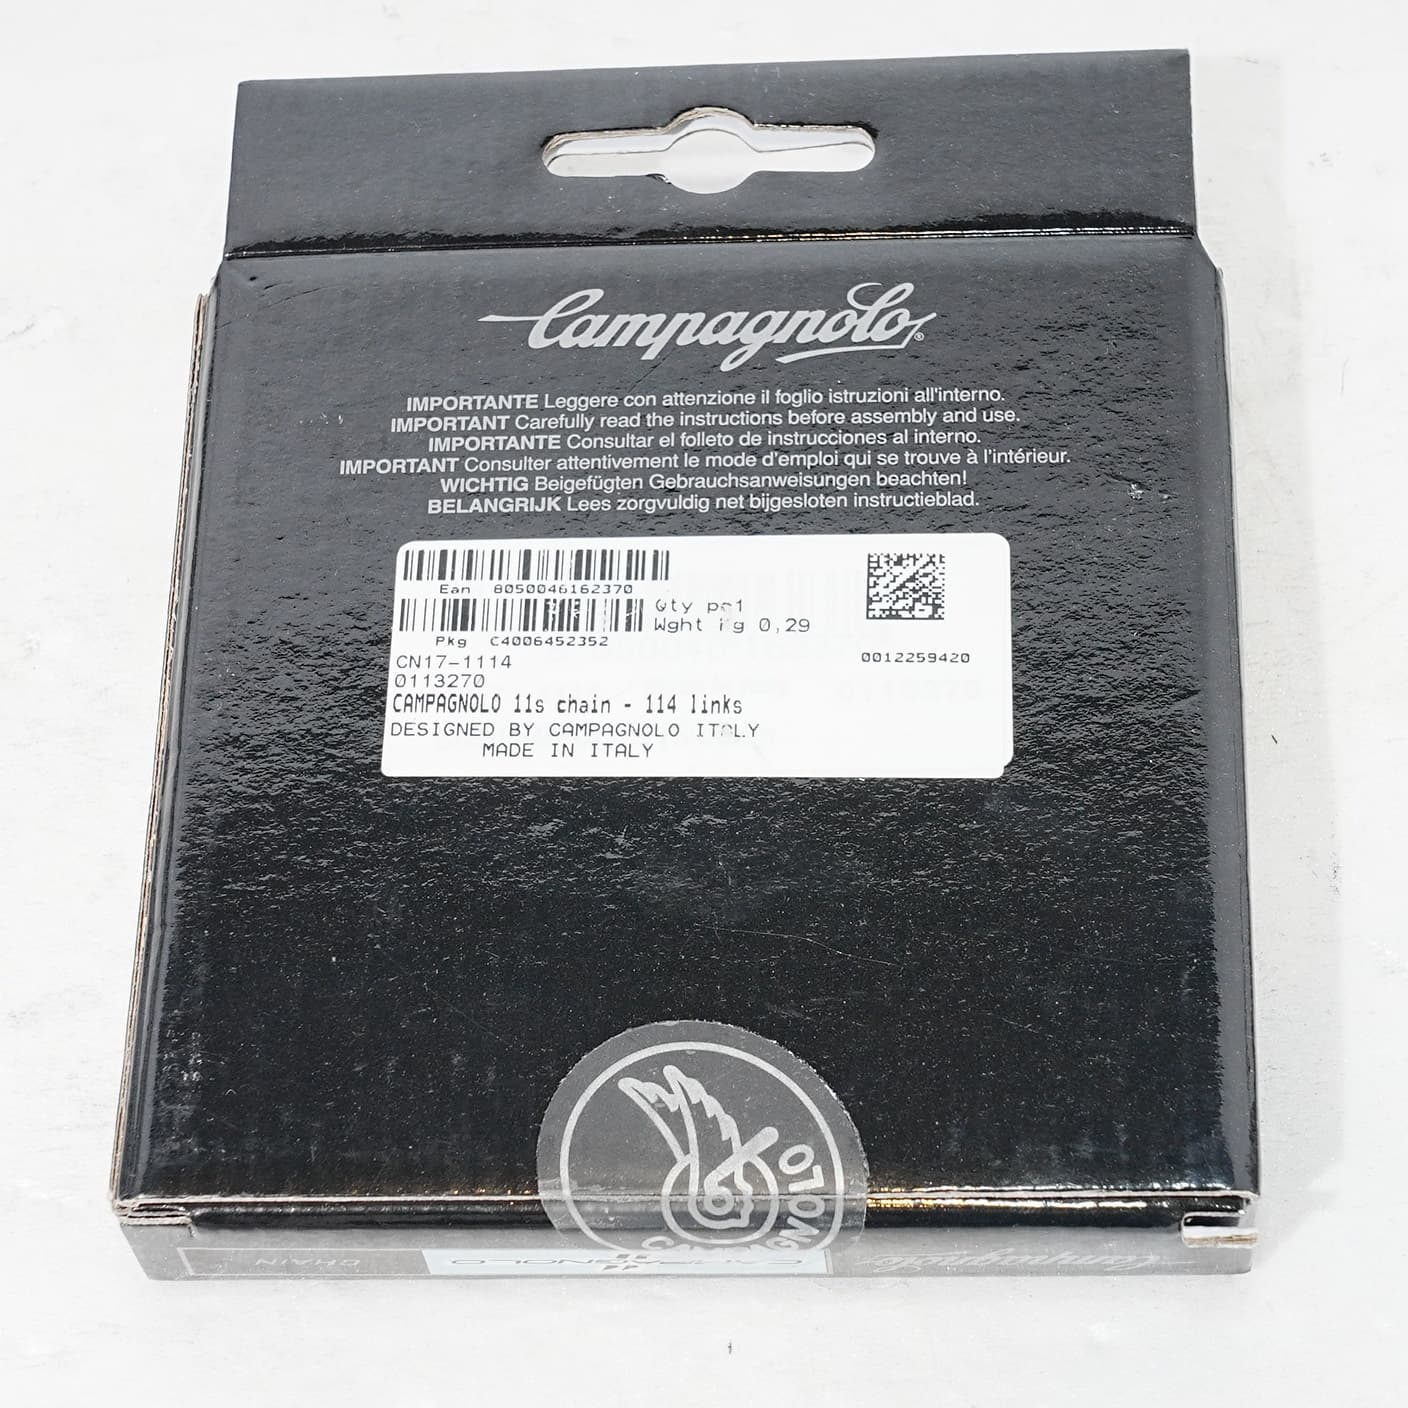 Campagnolo®
IMPORTANTE Leggere con attenzione il foglio istruzioni all'interno.
IMPORTANT Carefully read the instructions before assembly and use.
IMPORTANTE Consultar el folleto de instrucciones al interno.
IMPORTANT Consulter attentivement le mode d'emploi qui se trouve à l'intérieur.
WICHTIG Beigefügten Gebrauchsanweisungen beachten!
BELANGRIJK Lees zorgvuldig net bijgesloten instructieblad.
Ean 8050046162370
Qty pc1
Wght Kg 0,29
Pkg C4006452352
CN17-1114
0012259420
0113270
CAMPAGNOLO 11s chain - 114 links
DESIGNED BY CAMPAGNOLO ITALY
MADE IN ITALY
CAMPAGNOLO
CHAIN
CAMPAGNOLO
Campagnolo